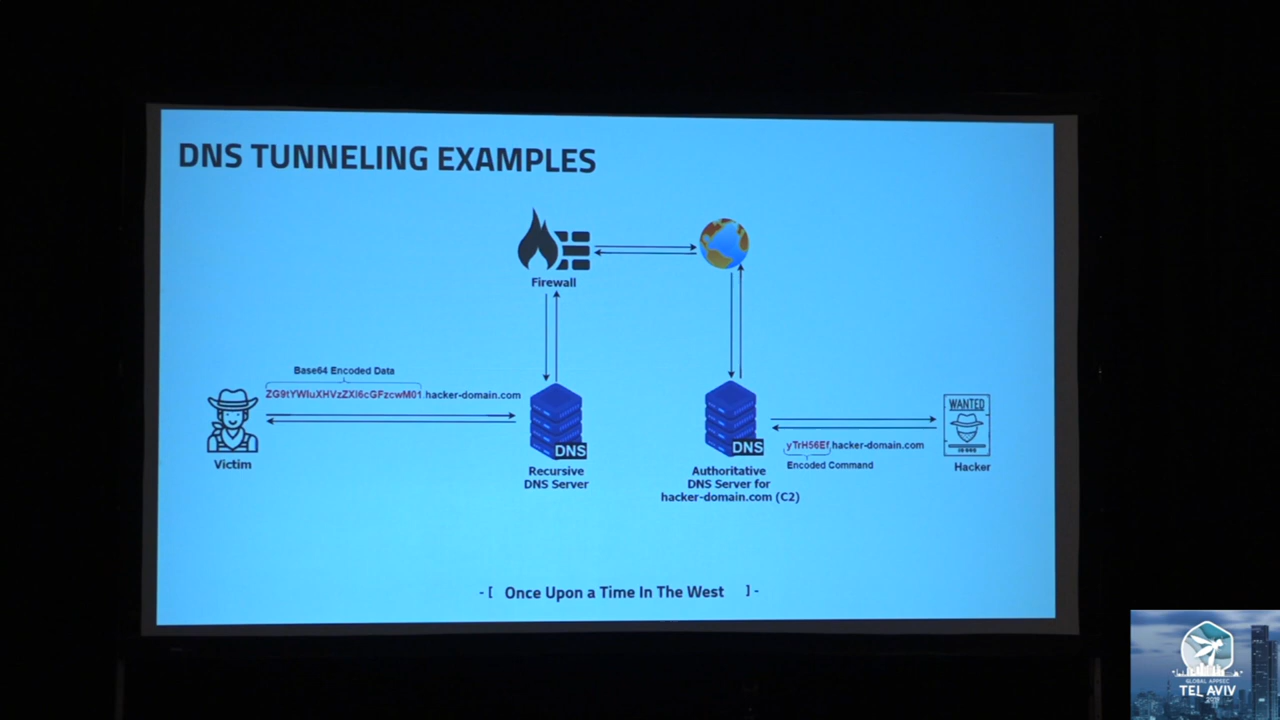 DNS TUNNELING EXAMPLES
Firewall
Base64 Encoded Data
ZG9tYWluXHVzZXI6cGFzcwM01.hacker-domain.com
Victim
DNS
Recursive
DNS Server
DNS
Authoritative
DNS Server for
hacker-domain.com (C2)
yTrH56Ef.hacker-domain.com
Encoded Command
WANTED
Hacker
-[ Once Upon a Time In The West ]-
GLOBAL APPSEC
TEL AVIV